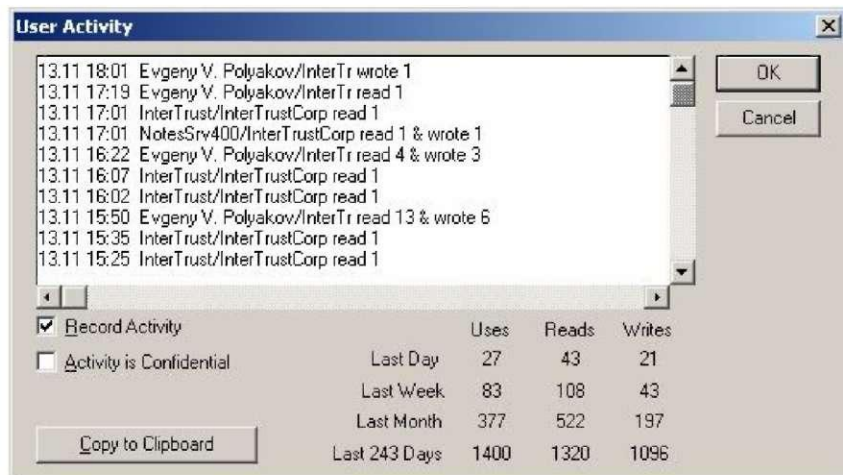 User Activity
13.11 18:01 Evgeny V. Polyakov/InterTr wrote 1
13.11 17:19 Evgeny V. Polyakov/InterTr read 1
13.11 17:01 InterTrust/InterTrustCorp read 1
13.11 17:01 NotesSrv400/InterTrustCorp read 1 & wrote 1
13.11 16:22 Evgeny V. Polyakov/InterTr read 4 & wrote 3
13.11 16:07 InterTrust/InterTrustCorp read 1
13.11 16:02 InterTrust/InterTrustCorp read 1
13.11 15:50 Evgeny V. Polyakov/InterTr read 13 & wrote 6
13.11 15:35 InterTrust/InterTrustCorp read 1
13.11 15:25 InterTrust/InterTrustCorp read 1
OK
Cancel
Record Activity
Activity is Confidential
Copy to Clipboard
Uses Reads Writes
Last Day 27 43 21
Last Week 83 108 43
Last Month 377 522 197
Last 243 Days 1400 1320 1096